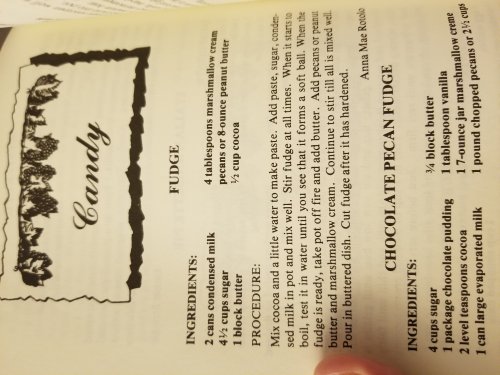 Candy
FUDGE
INGREDIENTS:
2 cans condensed milk
4½ cups sugar
1 block butter
4 tablespoons marshmallow cream
pecans or 8-ounce peanut butter
½ cup cocoa
PROCEDURE:
Mix cocoa and a little water to make paste. Add paste, sugar, conden-
sed milk in pot and mix well. Stir fudge at all times. When it starts to
boil, test it in water until you see that it forms a soft ball. When the
fudge is ready, take pot off fire and add butter. Add pecans or peanut
butter and marshmallow cream. Continue to stir till all is mixed well.
Pour in buttered dish. Cut fudge after it has hardened.
Anna Mae Rotolo
CHOCOLATE PECAN FUDGE
INGREDIENTS:
4 cups sugar
1 package chocolate pudding
2 level teaspoons cocoa
1 can large evaporated milk
¾ block butter
1 tablespoon vanilla
1 7-ounce jar marshmallow creme
1 pound chopped pecans or 2½ cups